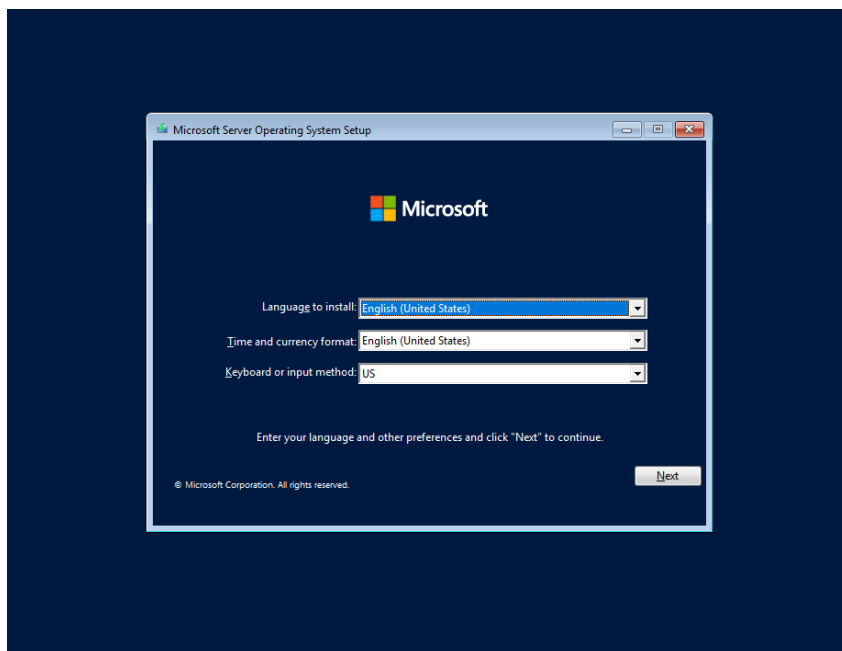 Microsoft Server Operating System Setup
Microsoft
Language to install: English (United States)
Time and currency format: English (United States)
Keyboard or input method: US
Enter your language and other preferences and click "Next" to continue.
Next
© Microsoft Corporation. All rights reserved.